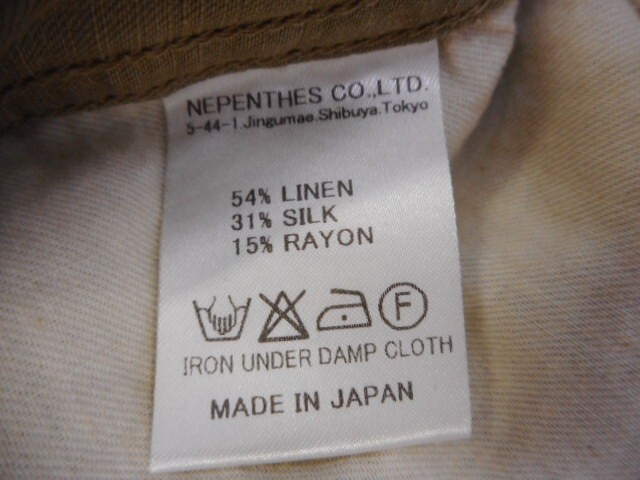 NEPENTHES CO.,LTD.
5-44-1.Jingumae.Shibuya.Tokyo
54% LINEN
31% SILK
15% RAYON
F
IRON UNDER DAMP CLOTH
MADE IN JAPAN